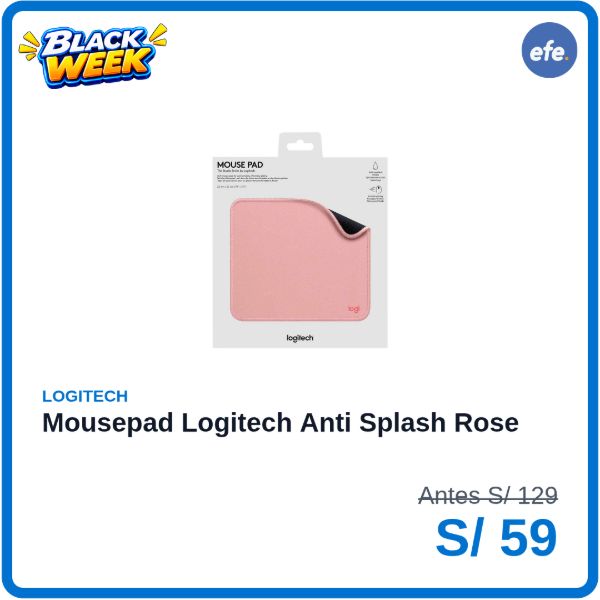 BLACK
WEEK
efe.
MOUSE PAD
logi
logitech
LOGITECH
Mousepad Logitech Anti Splash Rose
Antes S/ 129
S/ 59